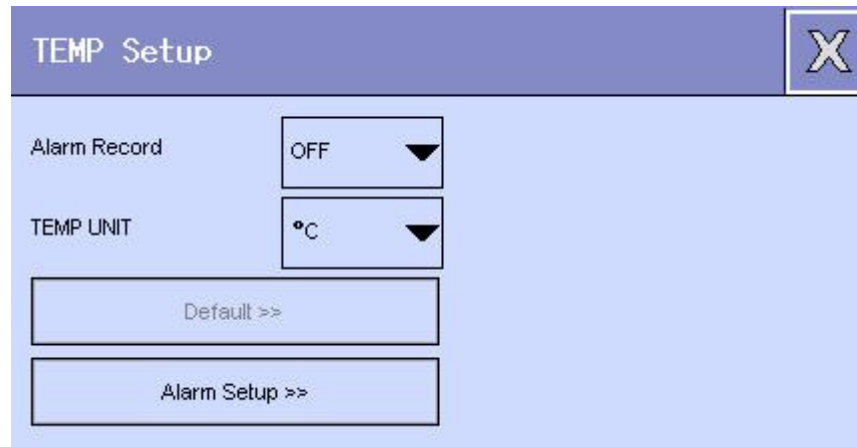 TEMP Setup X
Alarm Record OFF
TEMP UNIT °C
Default >>
Alarm Setup >>